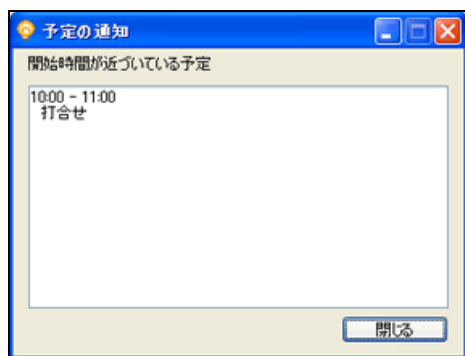 予定の通知
開始時間が近づいている予定
10:00 - 11:00
打合せ
閉じる